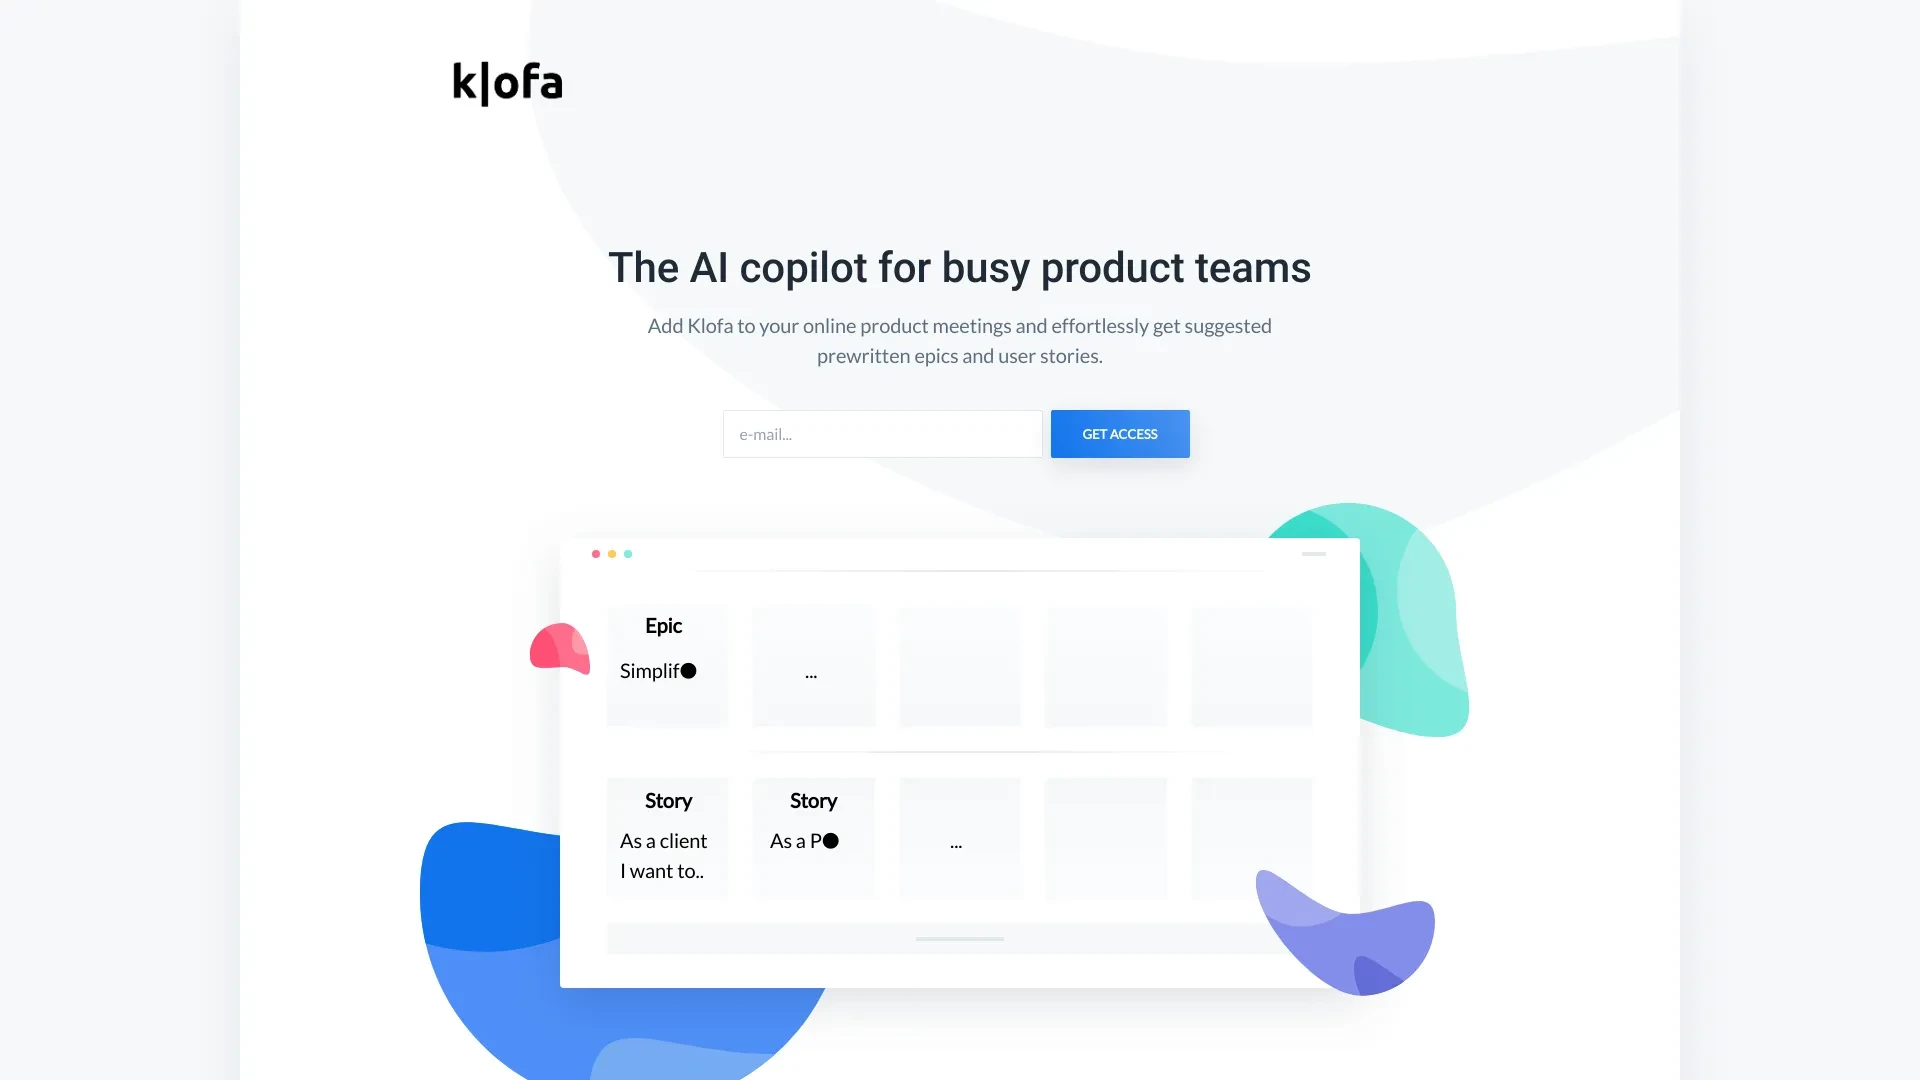 k|ofa
The AI copilot for busy product teams
Add Klofa to your online product meetings and effortlessly get suggested
prewritten epics and user stories.
e-mail...
GET ACCESS
Epic
Simplif
...
Story
As a client
I want to..
Story
As a P
...